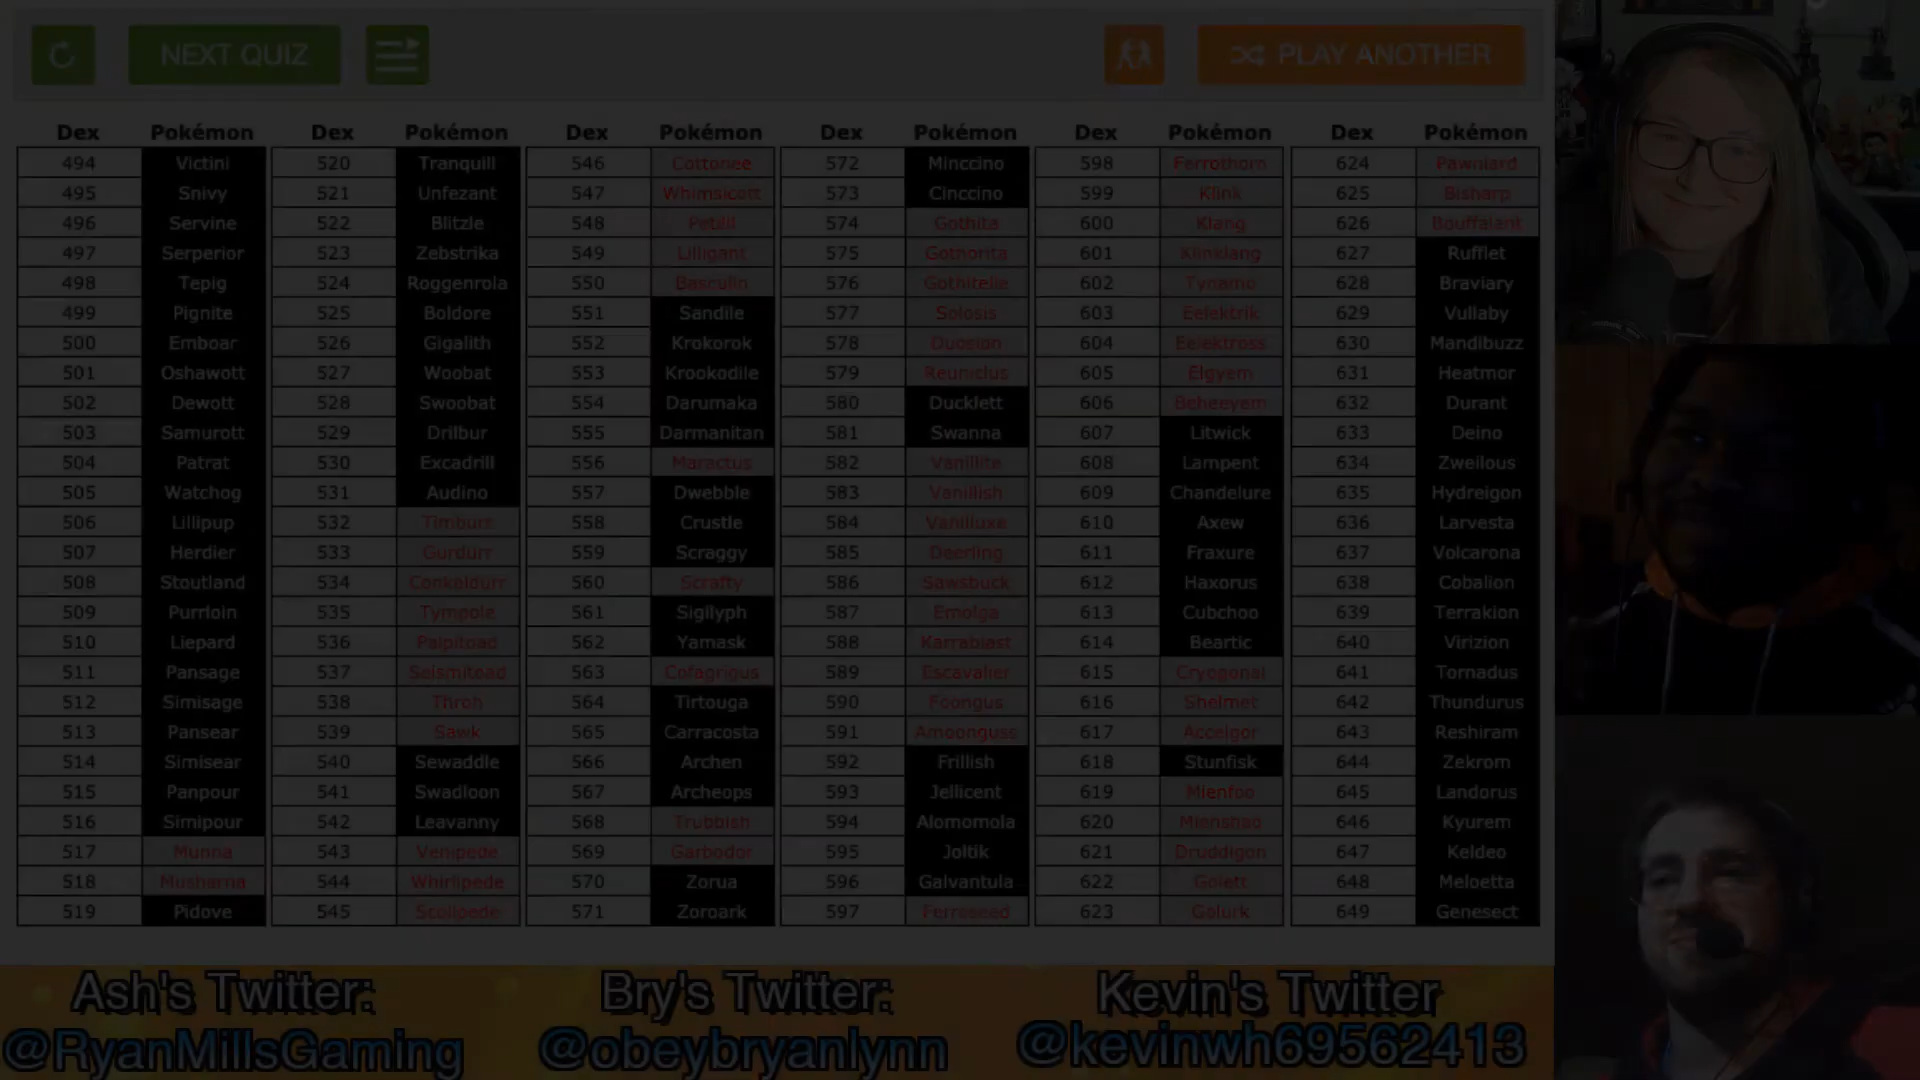 NEXT QUIZ
PLAY ANOTHER
Dex Pokémon Dex Pokémon Dex Pokémon Dex Pokémon Dex Pokémon Dex Pokémon
494 Victini 520 Tranquill 546 Cottonee 572 Minccino 598 Ferrothorn 624 Pawniard
495 Snivy 521 Unfezant 547 Whimsicott 573 Cinccino 599 Klink 625 Bisharp
496 Servine 522 Blitzle 548 Petilil 574 Gothita 600 Klang 626 Bouffalant
497 Serperior 523 Zebstrika 549 Lilligant 575 Gothorita 601 Klinklang 627 Rufflet
498 Tepig 524 Roggenrola 550 Basculin 576 Gothitelle 602 Tynamo 628 Braviary
499 Pignite 525 Boldore 551 Sandile 577 Solosis 603 Eelektrik 629 Vullaby
500 Emboar 526 Gigalith 552 Krokorok 578 Duosion 604 Eelektross 630 Mandibuzz
501 Oshawott 527 Woobat 553 Krookodile 579 Reuniclus 605 Elgyem 631 Heatmor
502 Dewott 528 Swoobat 554 Darumaka 580 Ducklett 606 Beheeyem 632 Durant
503 Samurott 529 Drilbur 555 Darmanitan 581 Swanna 607 Litwick 633 Deino
504 Patrat 530 Excadrill 556 Maractus 582 Vanillite 608 Lampent 634 Zweilous
505 Watchog 531 Audino 557 Dwebble 583 Vanillish 609 Chandelure 635 Hydreigon
506 Lillipup 532 Timburr 558 Crustle 584 Vanilluxe 610 Axew 636 Larvesta
507 Herdier 533 Gurdurr 559 Scraggy 585 Deerling 611 Fraxure 637 Volcarona
508 Stoutland 534 Conkeldurr 560 Scrafty 586 Sawsbuck 612 Haxorus 638 Cobalion
509 Purrloin 535 Tympole 561 Sigilyph 587 Emolga 613 Cubchoo 639 Terrakion
510 Liepard 536 Palpitoad 562 Yamask 588 Karrablast 614 Beartic 640 Virizion
511 Pansage 537 Seismitoad 563 Cofagrigus 589 Escavalier 615 Cryogonal 641 Tornadus
512 Simisage 538 Throh 564 Tirtouga 590 Foongus 616 Shelmet 642 Thundurus
513 Pansear 539 Sawk 565 Carracosta 591 Amoonguss 617 Accelgor 643 Reshiram
514 Simisear 540 Sewaddle 566 Archen 592 Frillish 618 Stunfisk 644 Zekrom
515 Panpour 541 Swadloon 567 Archeops 593 Jellicent 619 Mienfoo 645 Landorus
516 Simipour 542 Leavanny 568 Trubbish 594 Alomomola 620 Mienshao 646 Kyurem
517 Munna 543 Venipede 569 Garbodor 595 Joltik 621 Druddigon 647 Keldeo
518 Musharna 544 Whirlipede 570 Zorua 596 Galvantula 622 Golett 648 Meloetta
519 Pidove 545 Scolipede 571 Zoroark 597 Ferroseed 623 Golurk 649 Genesect
Ash's Twitter: Bry's Twitter: Kevin's Twitter
@RyanMillsGaming @obeybryanlynn @kevinwh69562413